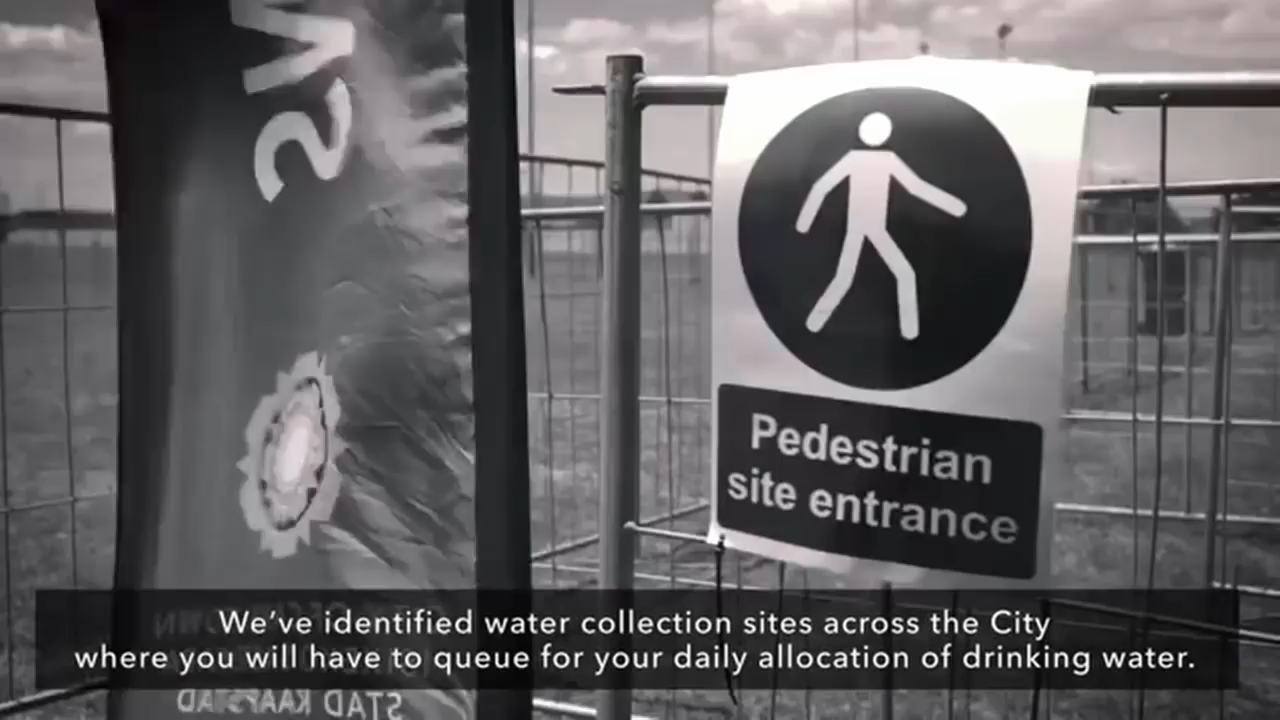 Pedestrian
site entrance
We've identified water collection sites across the City
where you will have to queue for your daily allocation of drinking water.
STAD KAAPSTAD